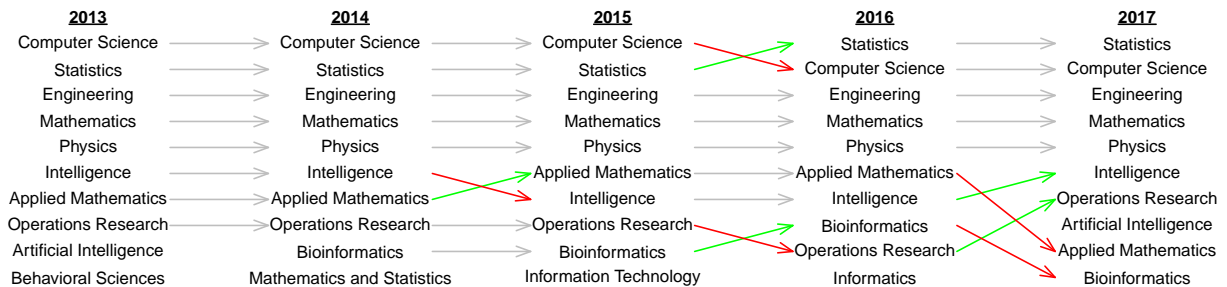 2013 2014 2015 2016 2017
Computer Science Computer Science Computer Science Statistics Statistics
Statistics Statistics Statistics Computer Science Computer Science
Engineering Engineering Engineering Engineering Engineering
Mathematics Mathematics Mathematics Mathematics Mathematics
Physics Physics Physics Physics Physics
Intelligence Intelligence Applied Mathematics Applied Mathematics Intelligence
Applied Mathematics Applied Mathematics Intelligence Intelligence Operations Research
Operations Research Operations Research Operations Research Bioinformatics Artificial Intelligence
Artificial Intelligence Bioinformatics Bioinformatics Operations Research Applied Mathematics
Behavioral Sciences Mathematics and Statistics Information Technology Informatics Bioinformatics